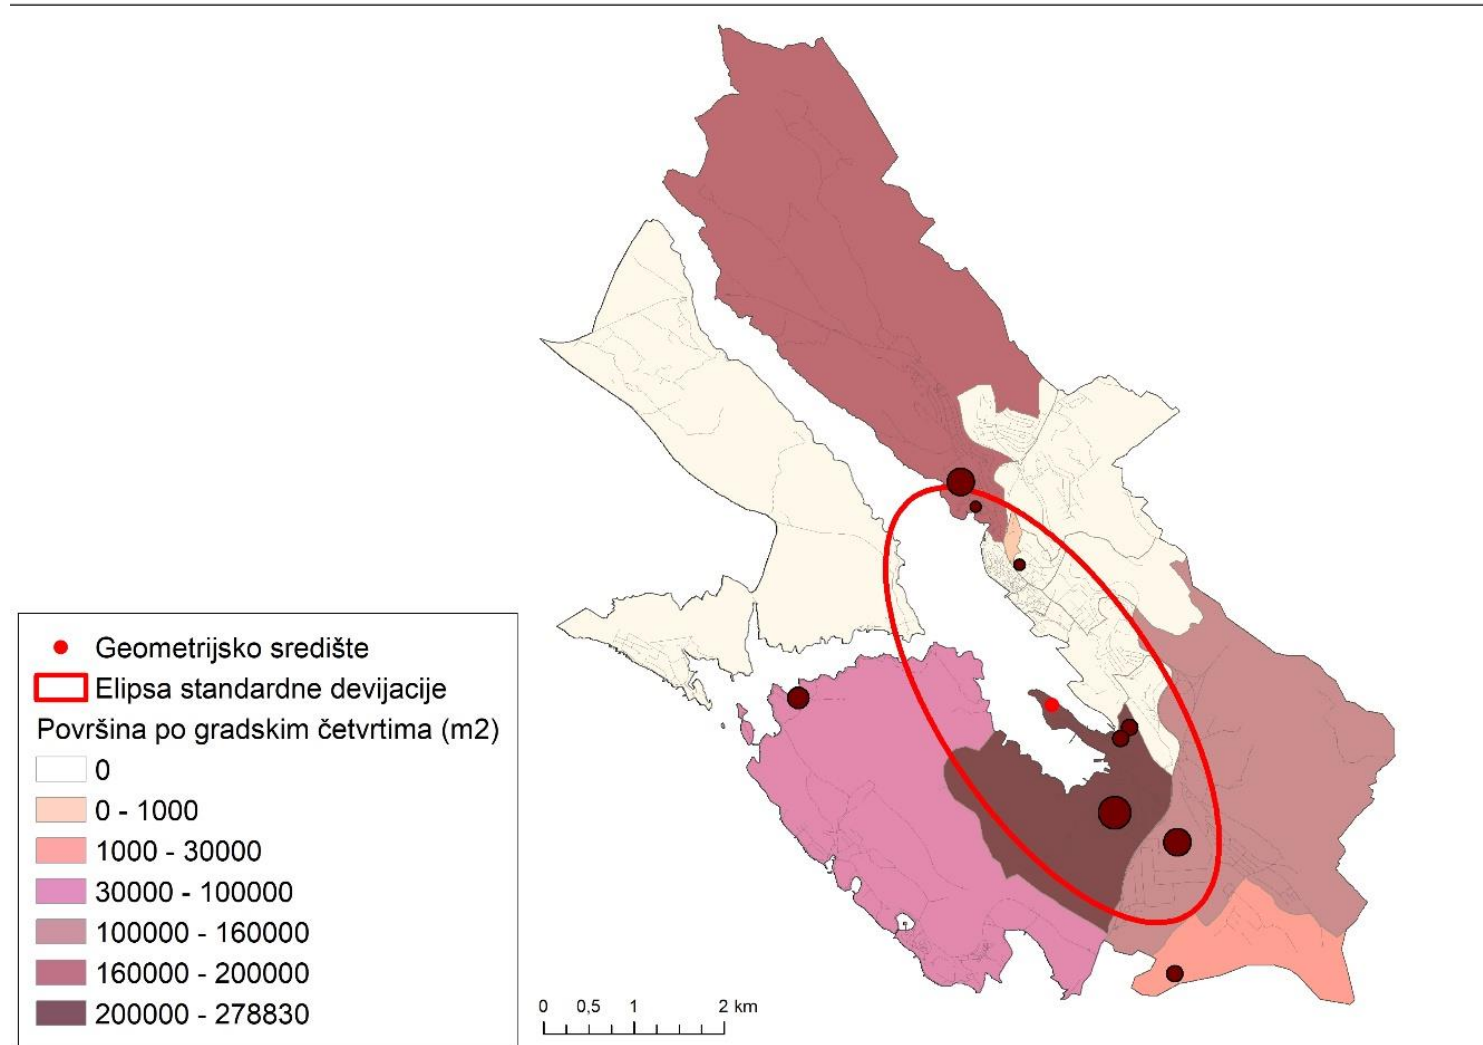 Geometrijsko središte
Elipsa standardne devijacije
Površina po gradskim četvrtima (m2)
0
0 - 1000
1000 - 30000
30000 - 100000
100000 - 160000
160000 - 200000
200000 - 278830
0 0,5 1 2 km